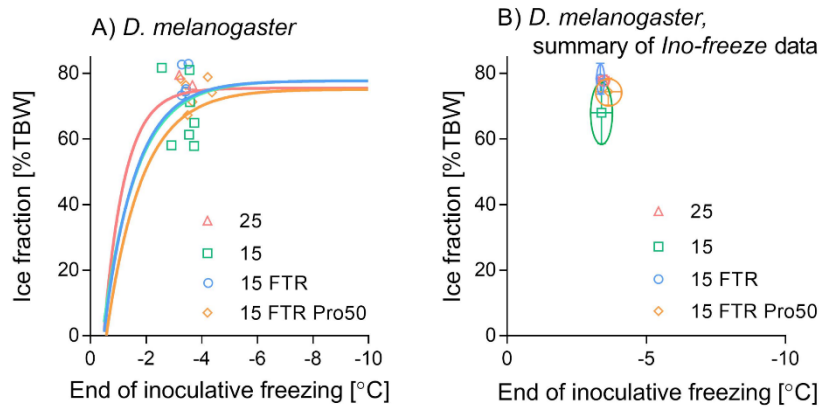 A) D. melanogaster
Ice fraction [%TBW]
80
60
40
20
0
0 -2 -4 -6 -8 -10
End of inoculative freezing [°C]
25
15
15 FTR
15 FTR Pro50
B) D. melanogaster,
summary of Ino-freeze data
Ice fraction [%TBW]
80
60
40
20
0
0 -5 -10
End of inoculative freezing [°C]
25
15
15 FTR
15 FTR Pro50